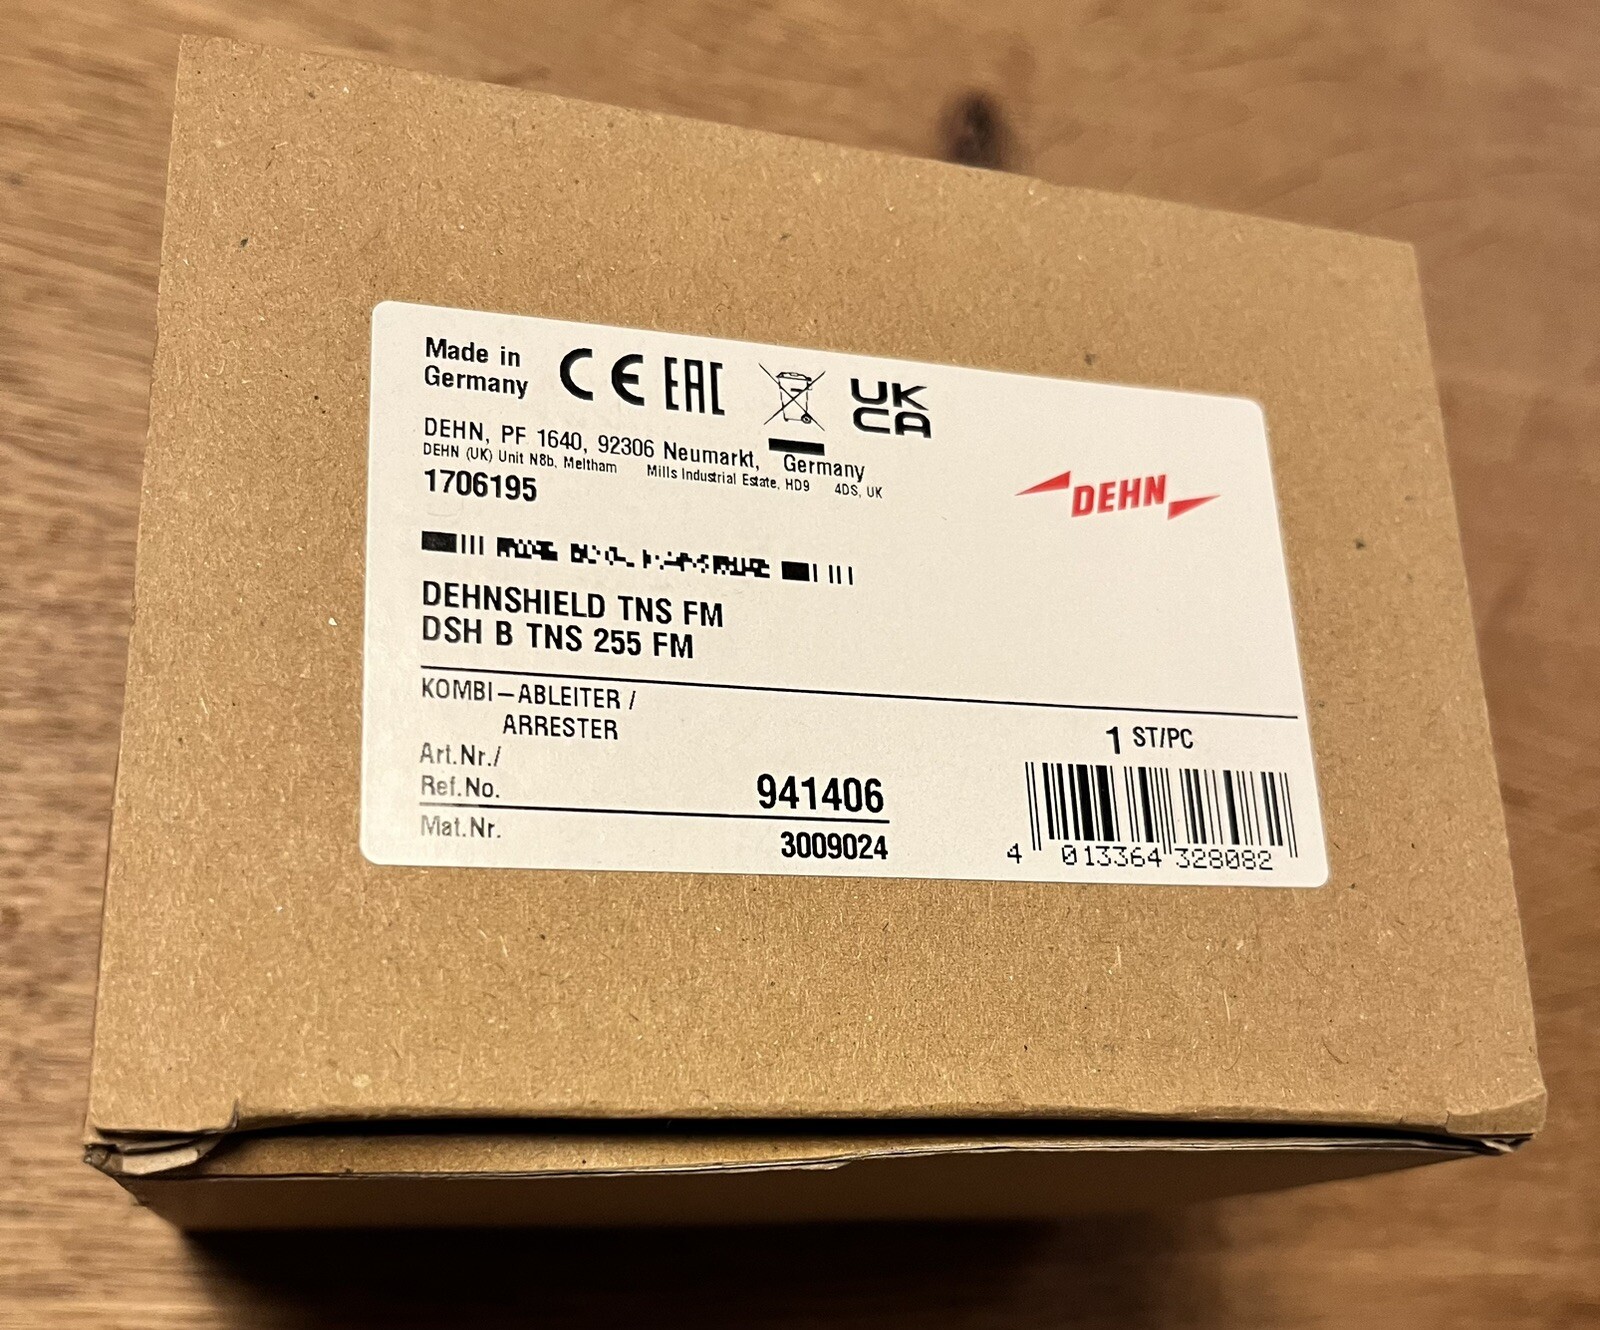 Made in
Germany
CE EAC UK
CA
DEHN, PF 1640, 92306 Neumarkt, Germany
DEHN (UK) Unit N8b, Meltham Mills Industrial Estate, HD9 4DS, UK
1706195
DEHN
DEHNSHIELD TNS FM
DSH B TNS 255 FM
KOMBI–ABLEITER /
ARRESTER
1 ST/PC
Art.Nr./
Ref.No. 941406
Mat.Nr. 3009024
4 013364 328082